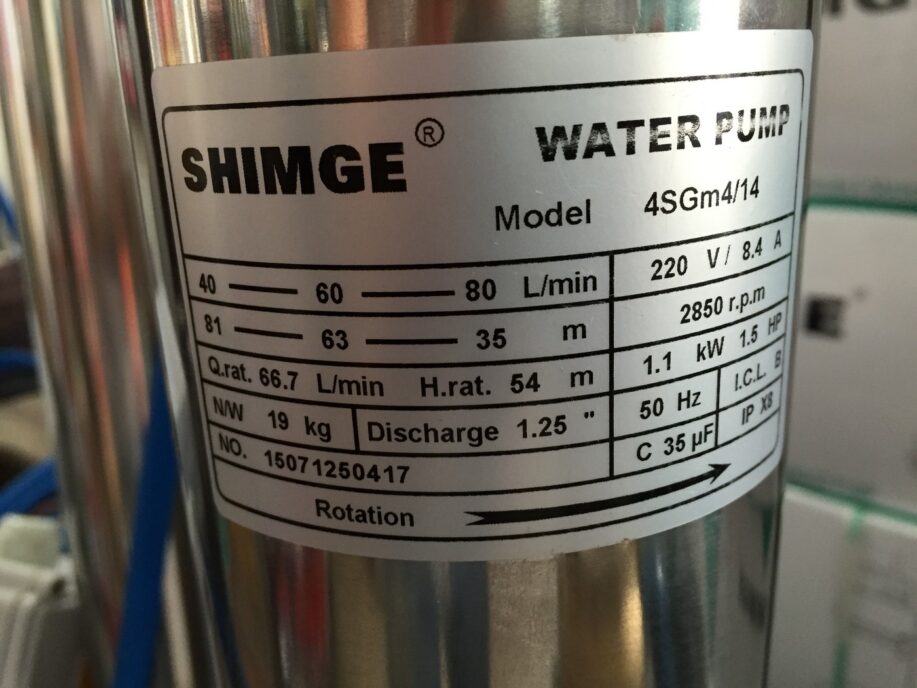 SHIMGE®
WATER PUMP
Model 4SGm4/14
40 — 60 — 80 L/min
220 V / 8.4 A
81 — 63 — 35 m
2850 r.p.m
Q.rat. 66.7 L/min H.rat. 54 m
1.1 kW 1.5 HP
N/W 19 kg
Discharge 1.25 "
50 Hz
I.C.L. B
NO. 15071250417
C 35 µF
IP X8
Rotation